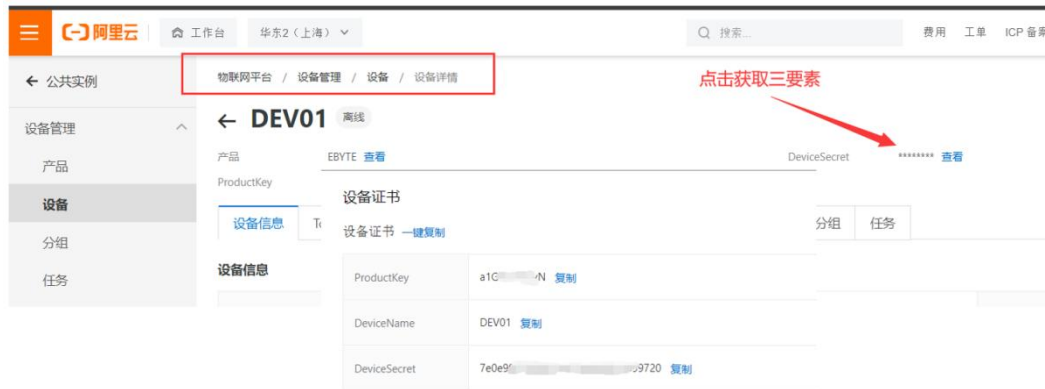 阿里云 工作台 华东2(上海) 搜索... 费用 工单 ICP 备案
公共实例
物联网平台 / 设备管理 / 设备 / 设备详情
点击获取三要素
设备管理
DEV01 离线
产品
产品 EBYTE 查看
DeviceSecret ******** 查看
ProductKey
设备证书
设备
设备信息
设备证书 一键复制
分组 任务
分组
设备信息
ProductKey a1G N 复制
任务
DeviceName DEV01 复制
DeviceSecret 7e0e9 9720 复制